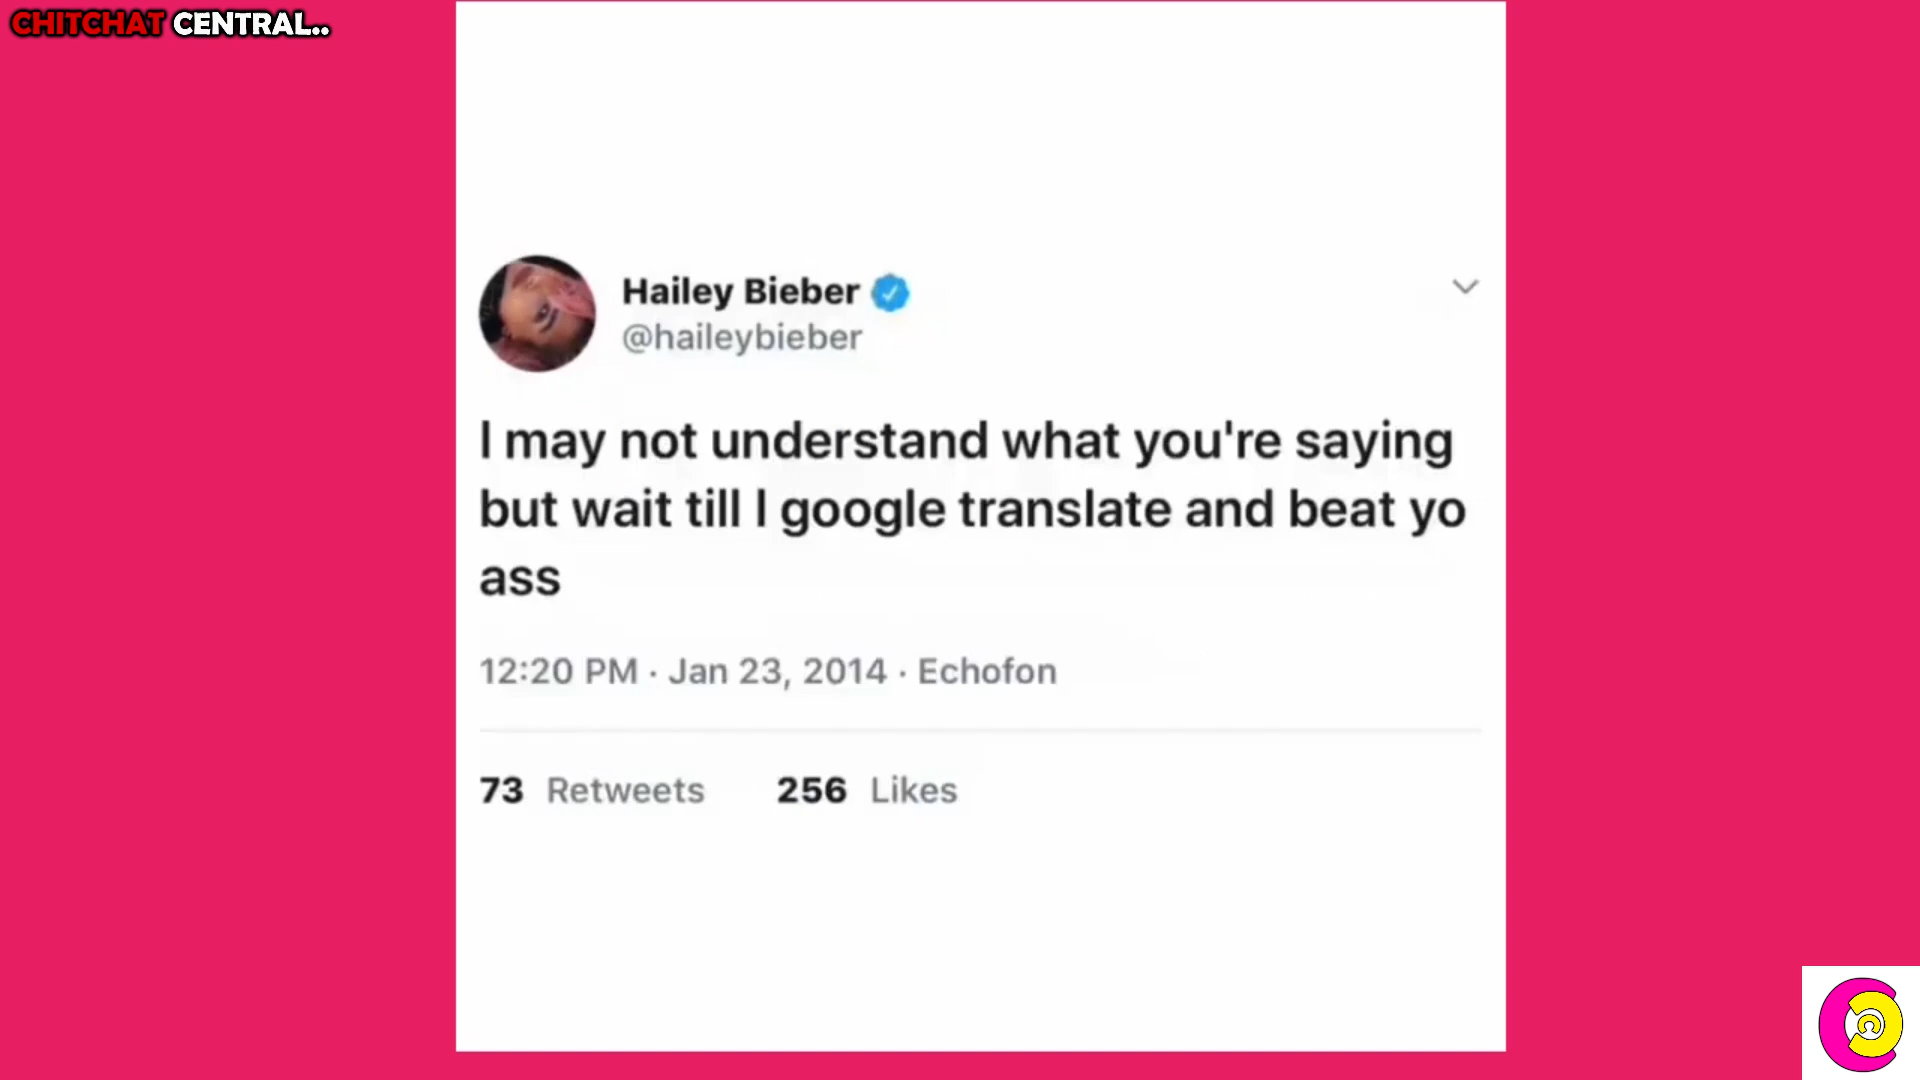 CHITCHAT CENTRAL..
Hailey Bieber
@haileybieber
I may not understand what you're saying
but wait till I google translate and beat yo
ass
12:20 PM · Jan 23, 2014 · Echofon
73 Retweets 256 Likes